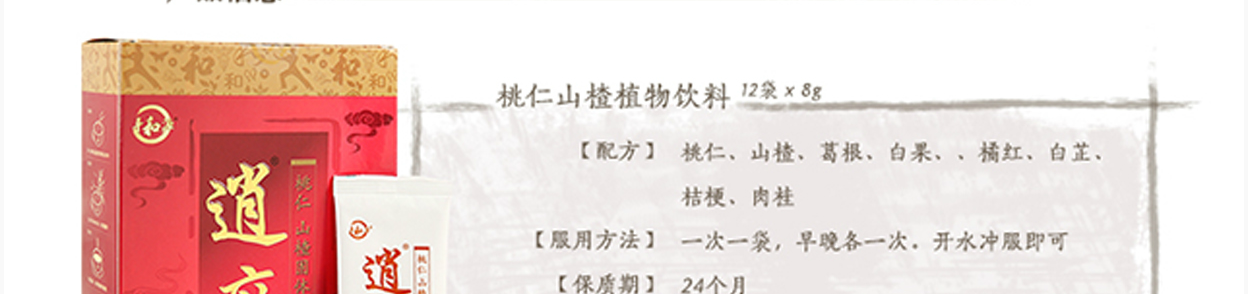 桃仁山楂植物饮料 12袋 x 8g
【配方】 桃仁、山楂、葛根、白果、、橘红、白芷、
桔梗、肉桂
【服用方法】 一次一袋，早晚各一次。开水冲服即可
【保质期】 24个月
和
和
和
逍
桃仁 山楂固体
逍
桃仁山楂